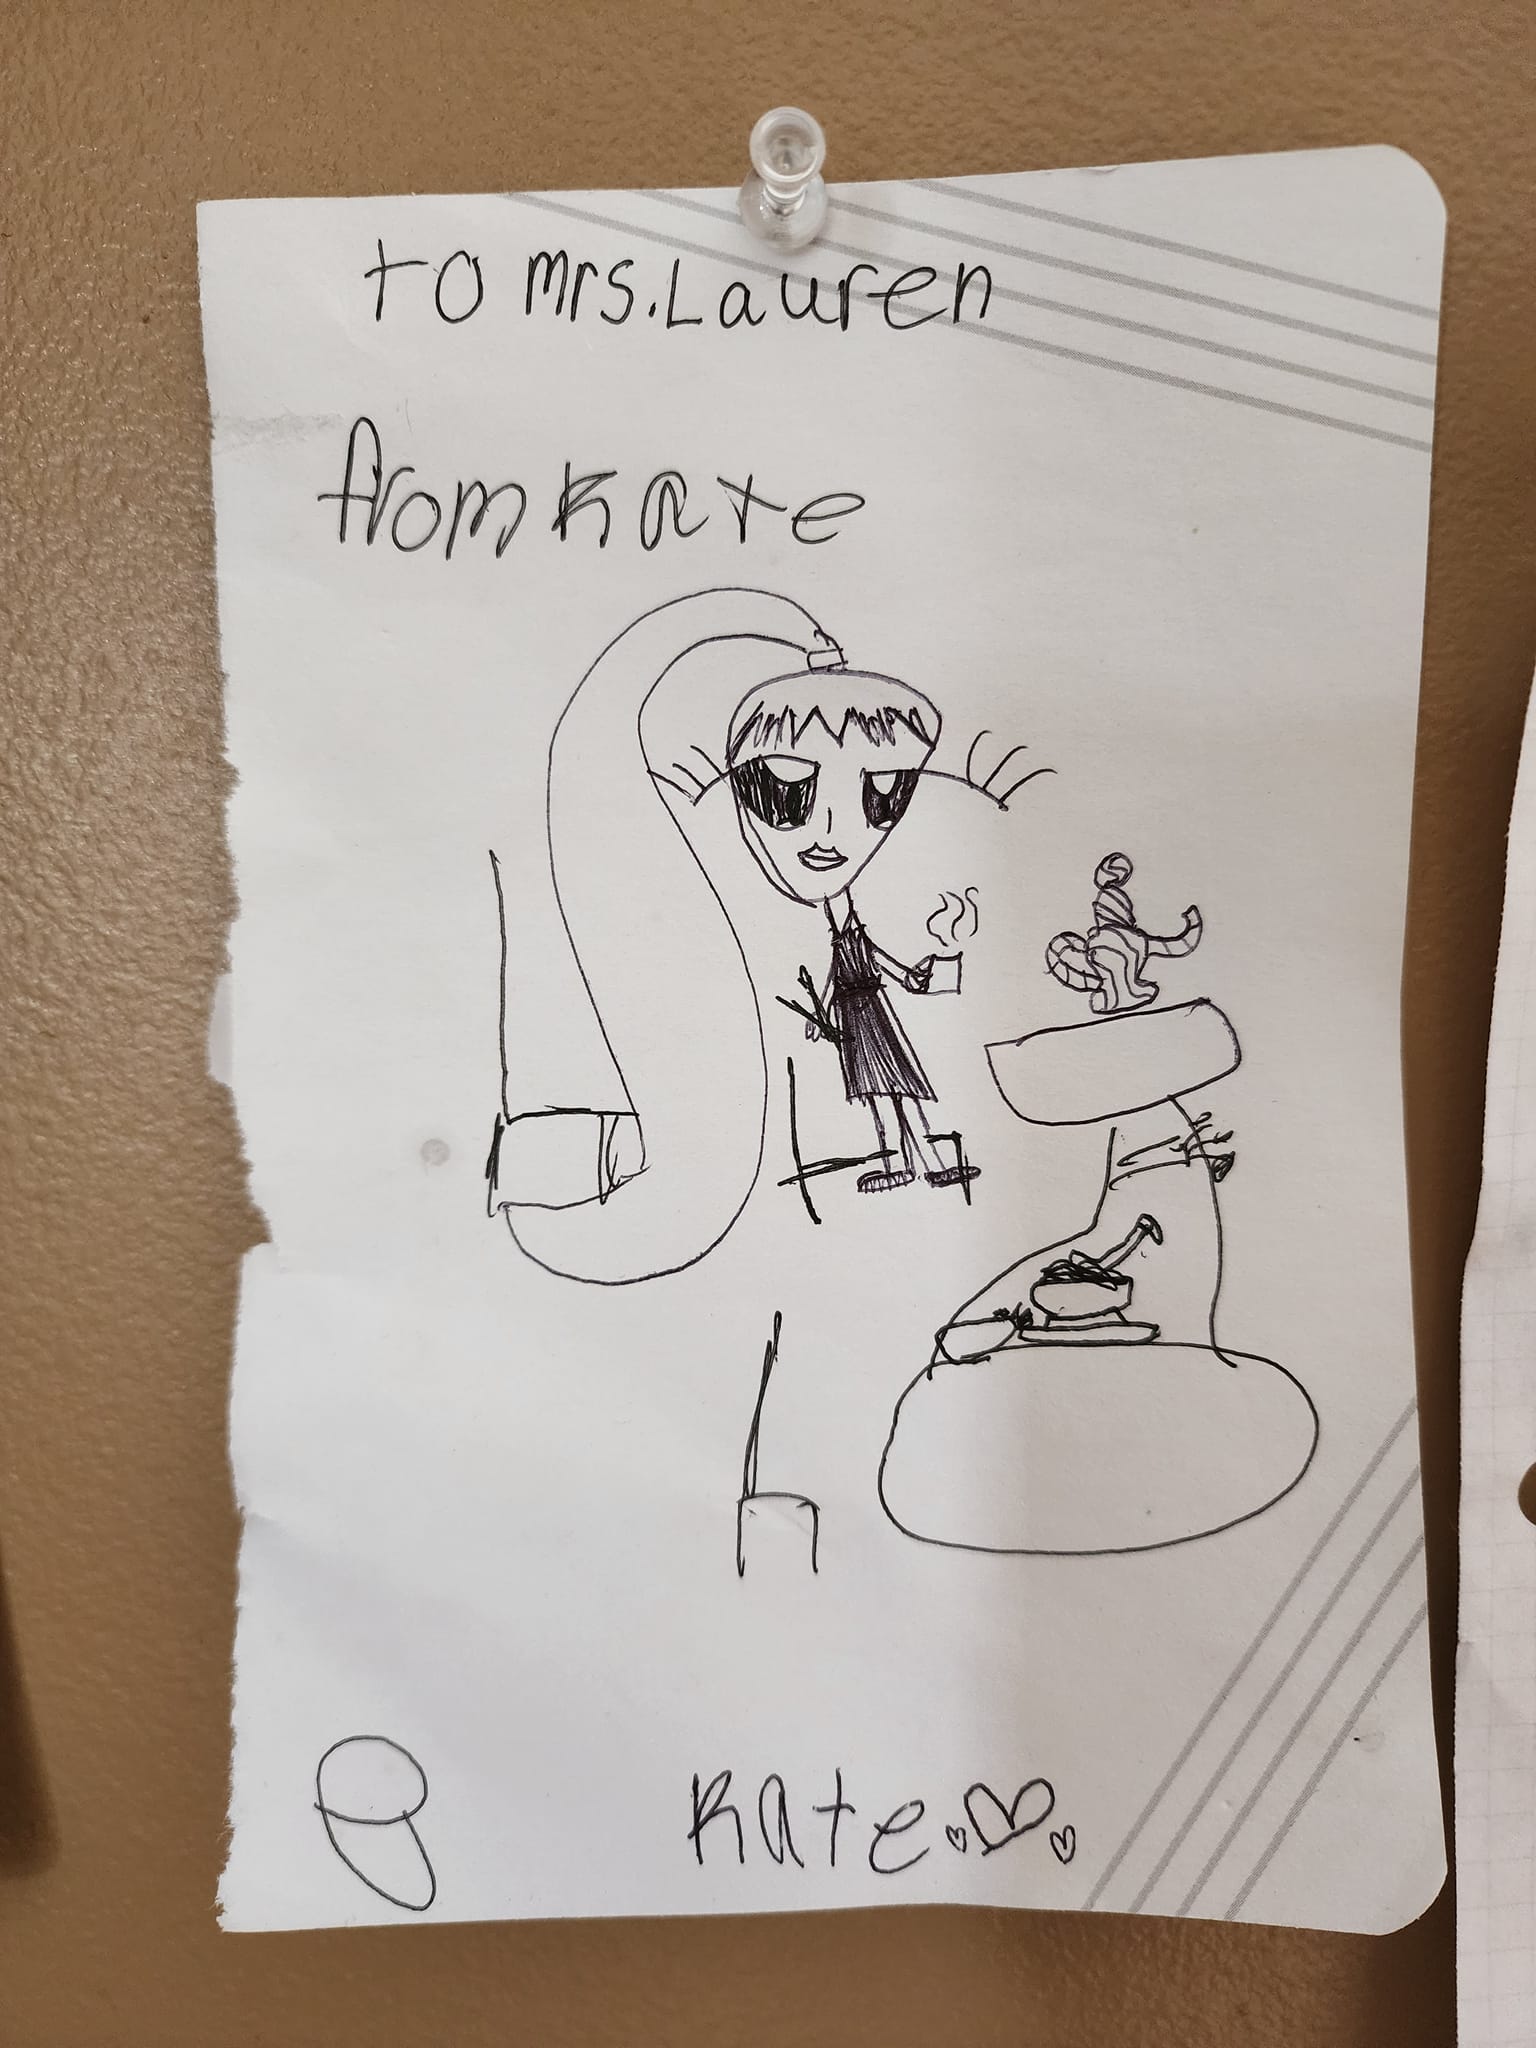 to mrs. Lauren
from Kate
Kate